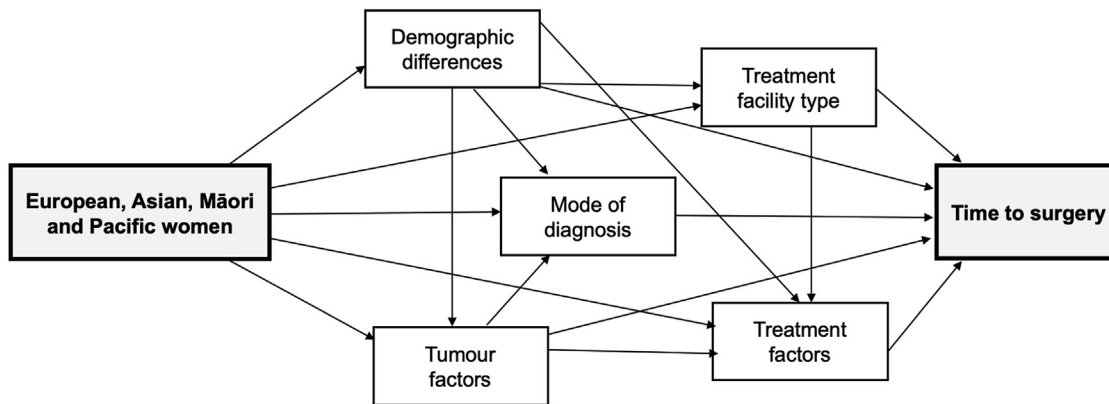 Demographic
differences
Treatment
facility type
European, Asian, Māori
and Pacific women
Mode of
diagnosis
Time to surgery
Tumour
factors
Treatment
factors